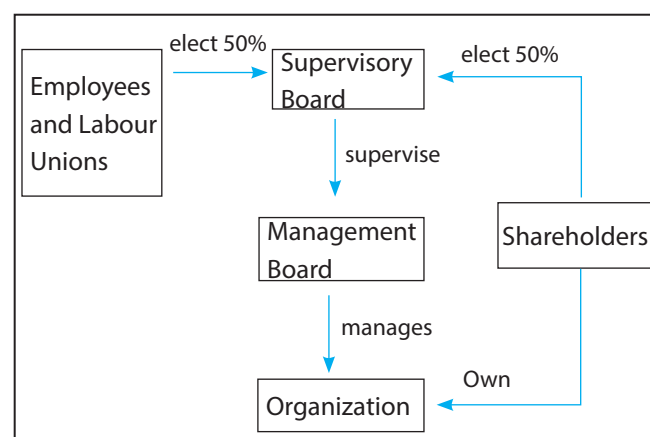 elect 50%
elect 50%
Employees
and Labour
Unions
Supervisory
Board
supervise
Management
Board
Shareholders
manages
Own
Organization